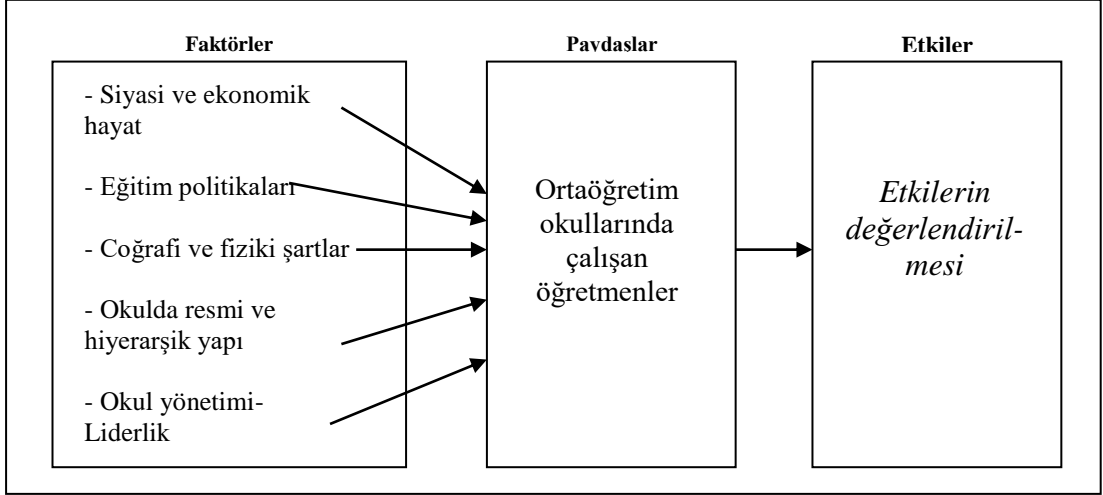 Faktörler
- Siyasi ve ekonomik
hayat
- Eğitim politikaları
- Coğrafi ve fiziki şartlar
- Okulda resmi ve
hiyerarşik yapı
- Okul yönetimi-
Liderlik
Pavdaslar
Ortaöğretim
okullarında
çalışan
öğretmenler
Etkiler
Etkilerin
değerlendiril-
mesi